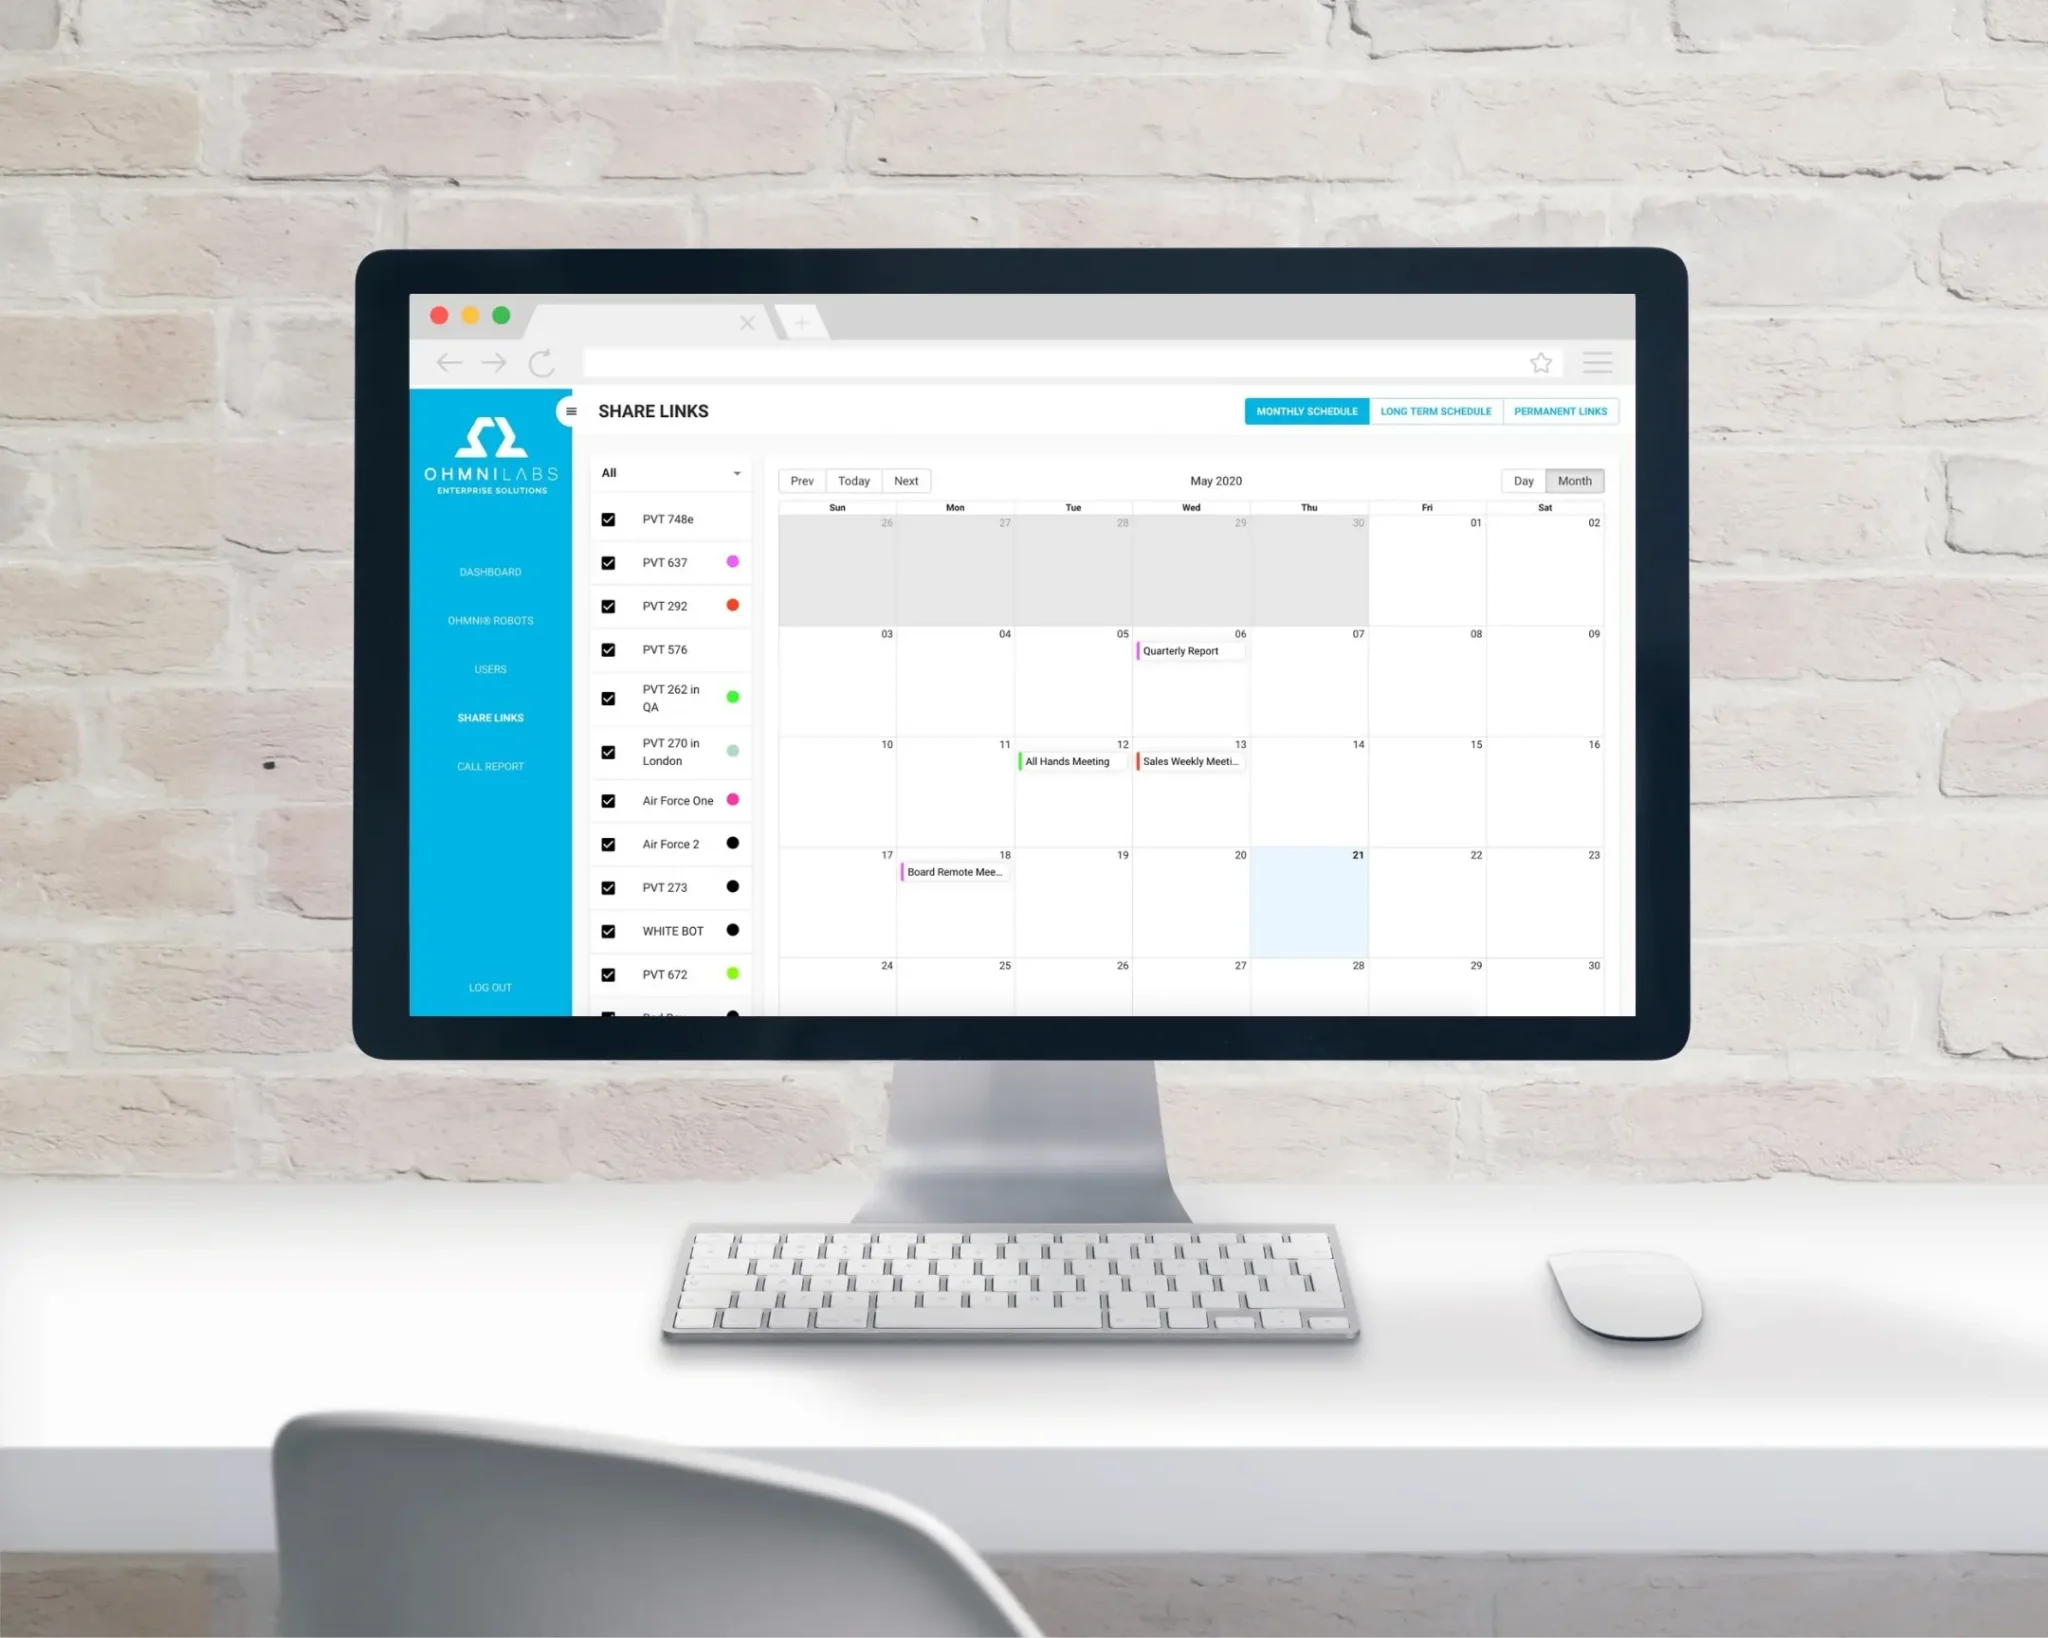 SHARE LINKS
MONTHLY SCHEDULE LONG TERM SCHEDULE PERMANENT LINKS
OHMNILABS
ENTERPRISE SOLUTIONS
DASHBOARD
OHMNI® ROBOTS
USERS
SHARE LINKS
CALL REPORT
LOG OUT
All
PVT 748e
PVT 637
PVT 292
PVT 576
PVT 262 in
QA
PVT 270 in
London
Air Force One
Air Force 2
PVT 273
WHITE BOT
PVT 672
Prev Today Next May 2020 Day Month
Sun Mon Tue Wed Thu Fri Sat
26 27 28 29 30 01 02
03 04 05 06 07 08 09
Quarterly Report
10 11 12 13 14 15 16
All Hands Meeting Sales Weekly Meeti...
17 18 19 20 21 22 23
Board Remote Mee...
24 25 26 27 28 29 30